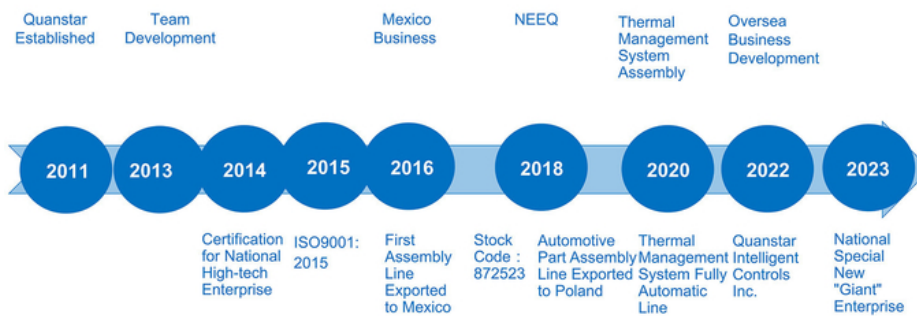 Quanstar
Established
Team
Development
Mexico
Business
NEEQ
Thermal
Management
System
Assembly
Oversea
Business
Development
2011
2013
2014
2015
2016
2018
2020
2022
2023
Certification
for National
High-tech
Enterprise
ISO9001:
2015
First
Assembly
Line
Exported
to Mexico
Stock
Code :
872523
Automotive
Part Assembly
Line Exported
to Poland
Thermal
Management
System Fully
Automatic
Line
Quanstar
Intelligent
Controls
Inc.
National
Special
New
"Giant"
Enterprise